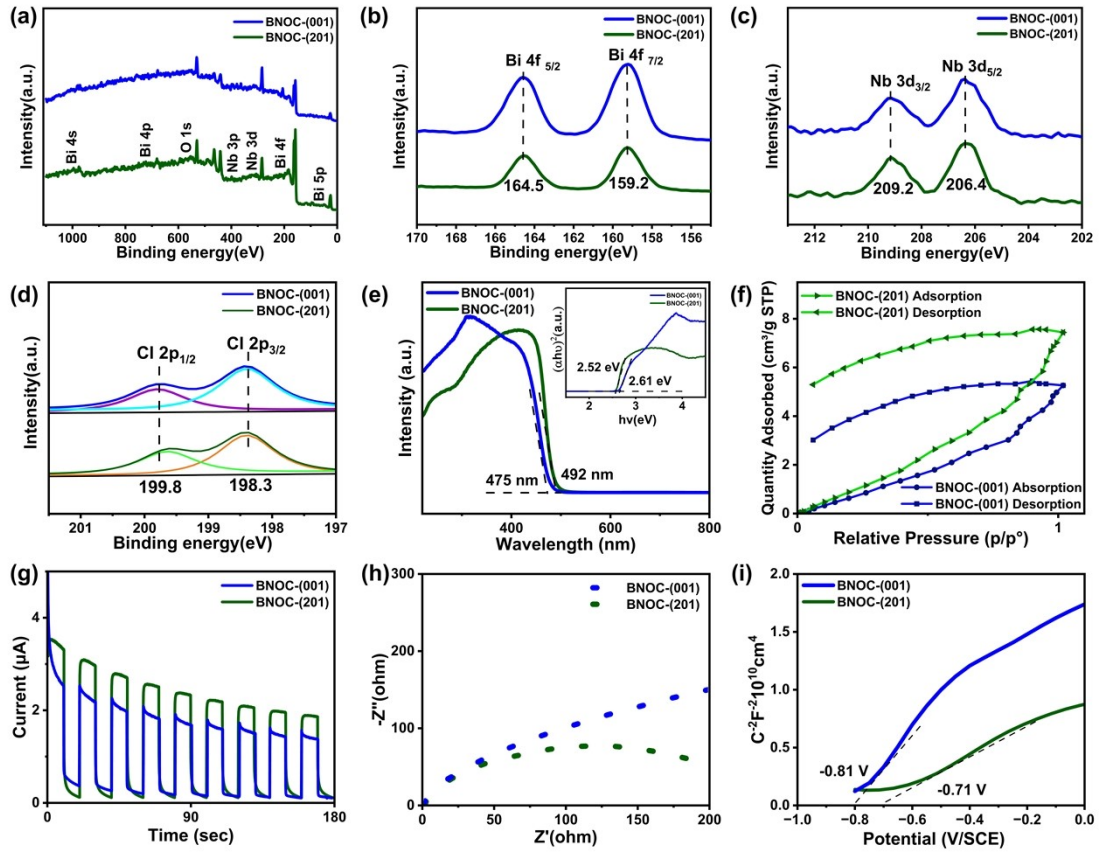 (a)
BNOC-(001)
BNOC-(201)
Intensity(a.u.)
Bi 4s
Bi 4p
O 1s
Nb 3p
Nb 3d
Bi 4f
Bi 5p
1000 800 600 400 200 0
Binding energy(eV)
(b)
BNOC-(001)
BNOC-(201)
Intensity(a.u.)
Bi 4f 5/2
Bi 4f 7/2
164.5
159.2
170 168 166 164 162 160 158 156
Binding energy(eV)
(c)
BNOC-(001)
BNOC-(201)
Intensity(a.u.)
Nb 3d3/2
Nb 3d5/2
209.2
206.4
212 210 208 206 204 202
Binding energy(eV)
(d)
BNOC-(001)
BNOC-(201)
Intensity(a.u.)
Cl 2p1/2
Cl 2p3/2
199.8
198.3
201 200 199 198 197
Binding energy(eV)
(e)
BNOC-(001)
BNOC-(201)
Intensity (a.u.)
BNOC-(001)
BNOC-(201)
(αhυ)²(a.u.)
2.52 eV
2.61 eV
2 3 4
hv(eV)
475 nm
492 nm
400 600 800
Wavelength (nm)
(f)
BNOC-(201) Adsorption
BNOC-(201) Desorption
Quantity Adsorbed (cm³/g STP)
8
6
4
2
0
BNOC-(001) Absorption
BNOC-(001) Desorption
0 1
Relative Pressure (p/p°)
(g)
BNOC-(001)
BNOC-(201)
Current (µA)
4
2
0
0 90 180
Time (sec)
(h)
BNOC-(001)
BNOC-(201)
-Z''(ohm)
300
225
150
75
0
0 50 100 150 200
Z'(ohm)
(i)
BNOC-(001)
BNOC-(201)
C⁻²F⁻²10¹⁰cm⁴
2.0
1.5
1.0
0.5
0.0
-0.81 V
-0.71 V
−1.0 −0.8 −0.6 −0.4 −0.2 0.0
Potential (V/SCE)